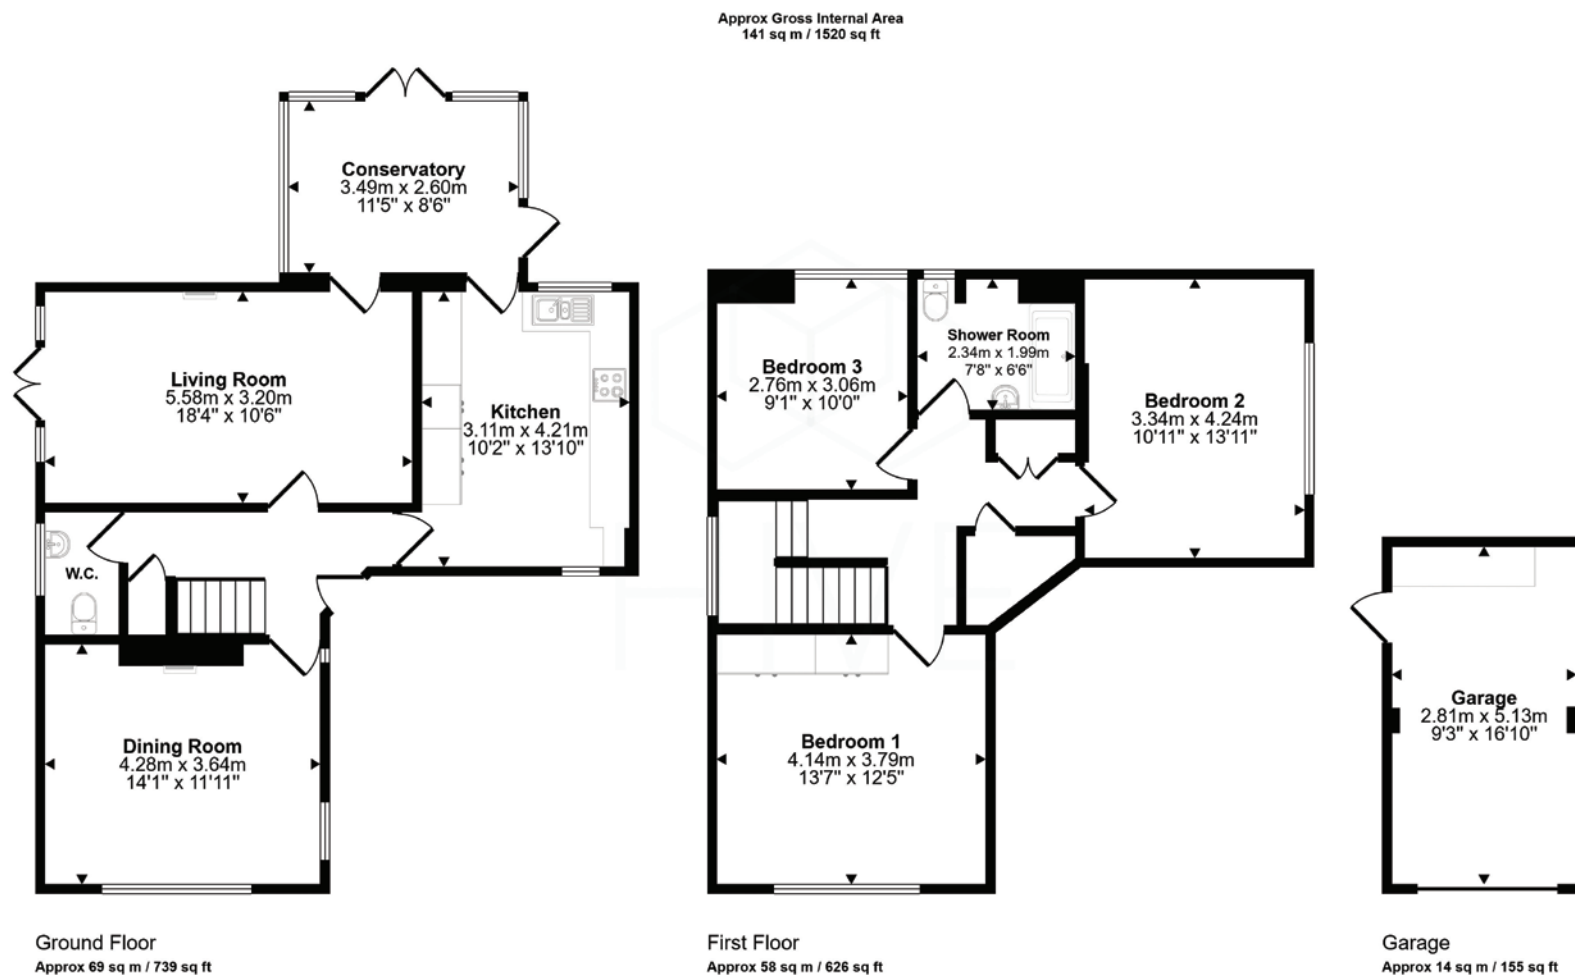 Approx Gross Internal Area
141 sq m / 1520 sq ft
Conservatory
3.49m x 2.60m
11'5" x 8'6"
Living Room
5.58m x 3.20m
18'4" x 10'6"
Kitchen
3.11m x 4.21m
10'2" x 13'10"
W.C.
Dining Room
4.28m x 3.64m
14'1" x 11'11"
Ground Floor
Approx 69 sq m / 739 sq ft
Bedroom 3
2.76m x 3.06m
9'1" x 10'0"
Shower Room
2.34m x 1.99m
7'8" x 6'6"
Bedroom 2
3.34m x 4.24m
10'11" x 13'11"
Bedroom 1
4.14m x 3.79m
13'7" x 12'5"
HIVE
First Floor
Approx 58 sq m / 626 sq ft
Garage
2.81m x 5.13m
9'3" x 16'10"
Garage
Approx 14 sq m / 155 sq ft